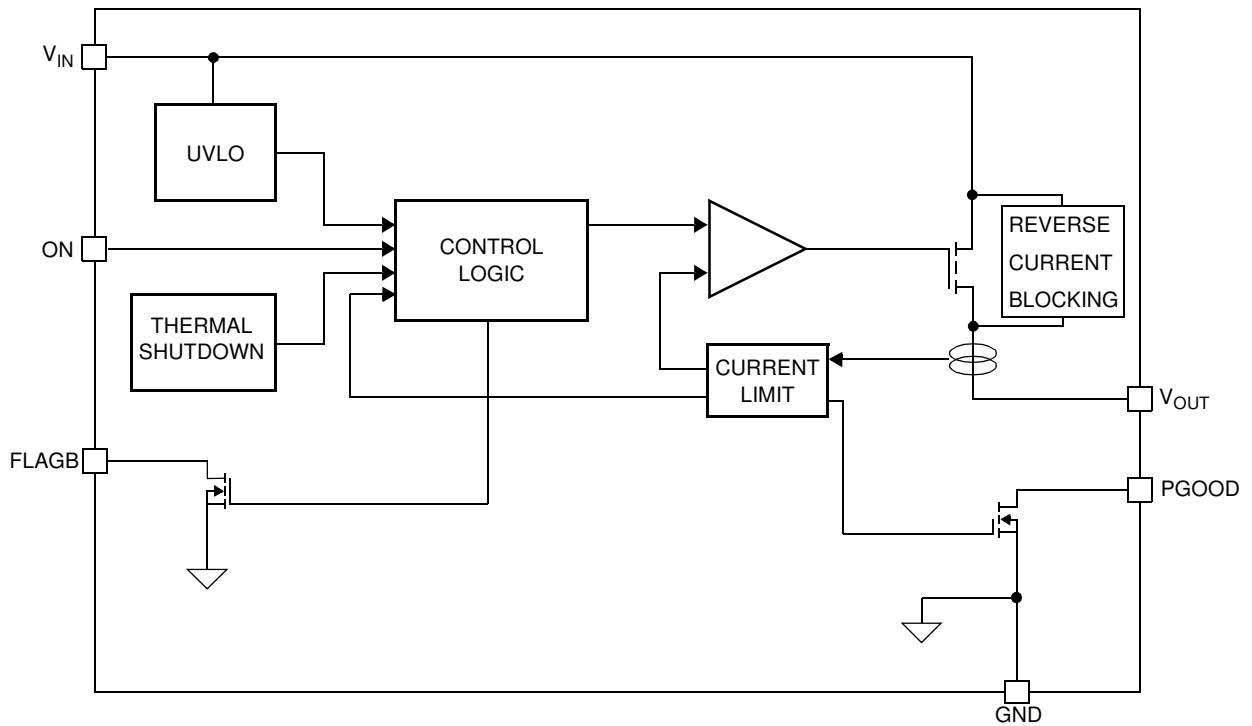 VIN
UVLO
ON
CONTROL
LOGIC
REVERSE
CURRENT
BLOCKING
THERMAL
SHUTDOWN
CURRENT
LIMIT
VOUT
FLAGB
PGOOD
GND